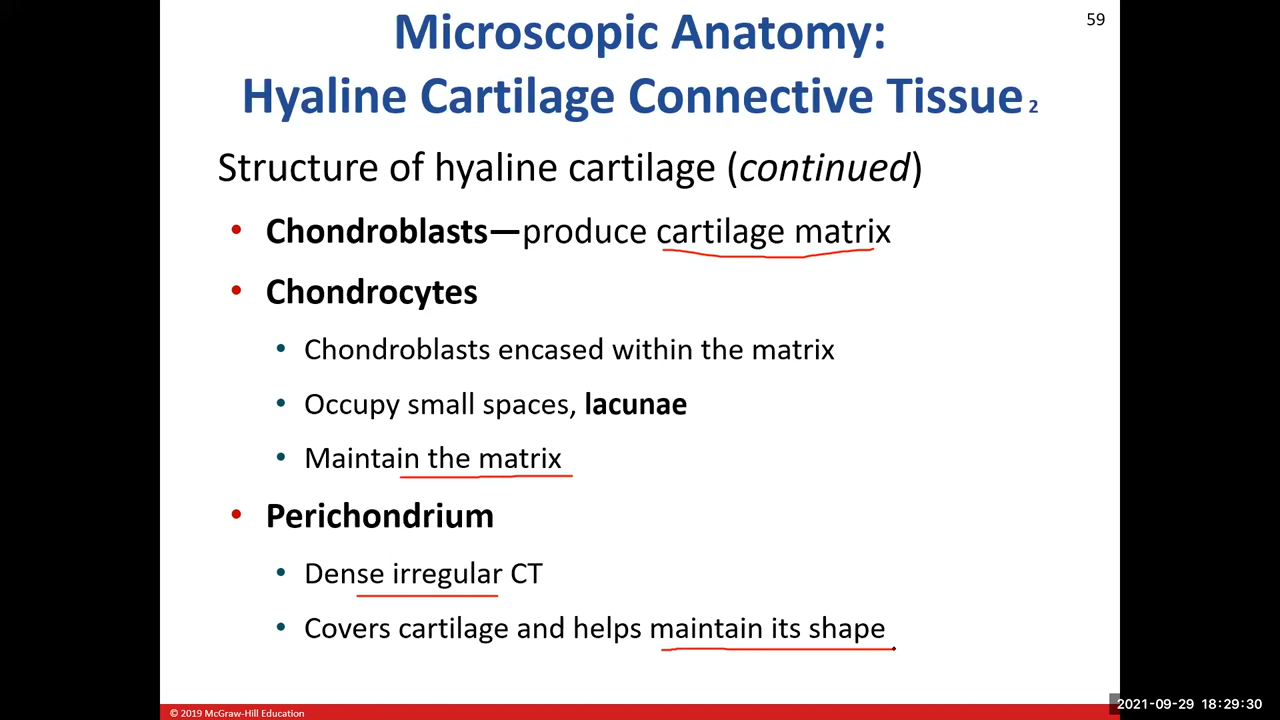 59
Microscopic Anatomy:
Hyaline Cartilage Connective Tissue 2
Structure of hyaline cartilage (continued)
• Chondroblasts—produce cartilage matrix
• Chondrocytes
• Chondroblasts encased within the matrix
• Occupy small spaces, lacunae
• Maintain the matrix
• Perichondrium
• Dense irregular CT
• Covers cartilage and helps maintain its shape
© 2019 McGraw-Hill Education
2021-09-29 18:29:30